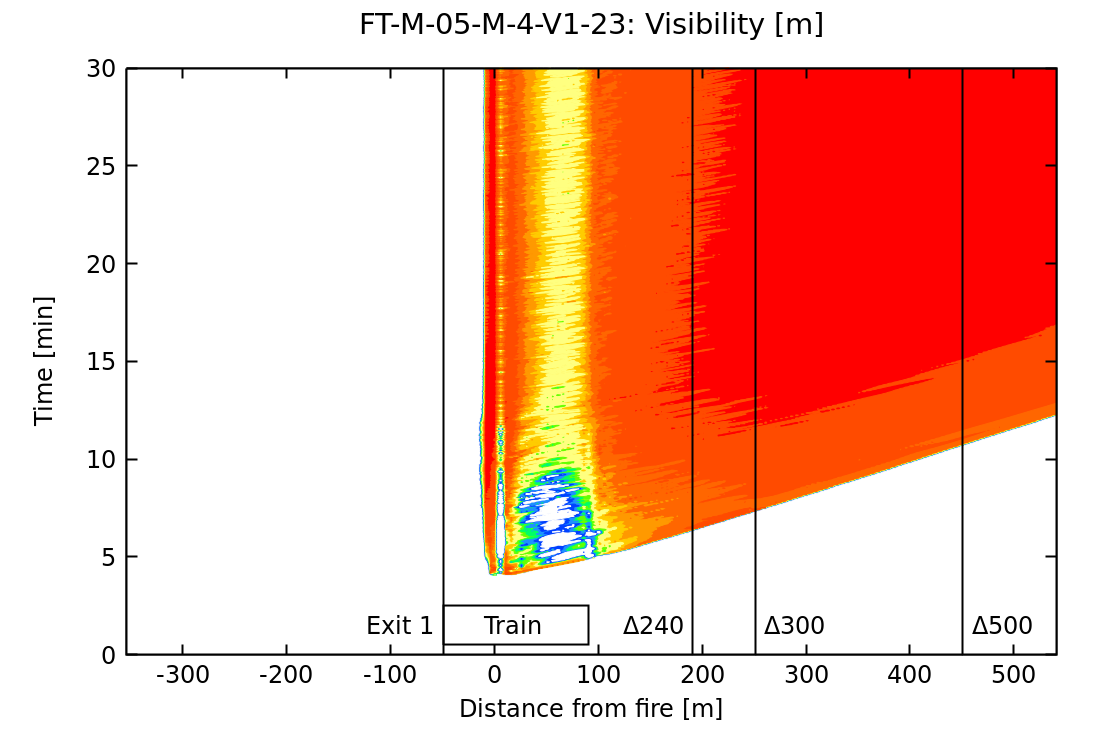 FT-M-05-M-4-V1-23: Visibility [m]
30
25
20
15
10
5
0
Time [min]
Exit 1
Train
Δ240
Δ300
Δ500
-300 -200 -100 0 100 200 300 400 500
Distance from fire [m]